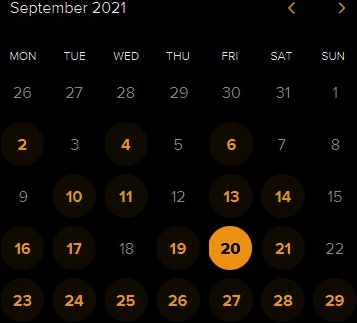 September 2021
MON TUE WED THU FRI SAT SUN
26 27 28 29 30 31 1
2 3 4 5 6 7 8
9 10 11 12 13 14 15
16 17 18 19 20 21 22
23 24 25 26 27 28 29